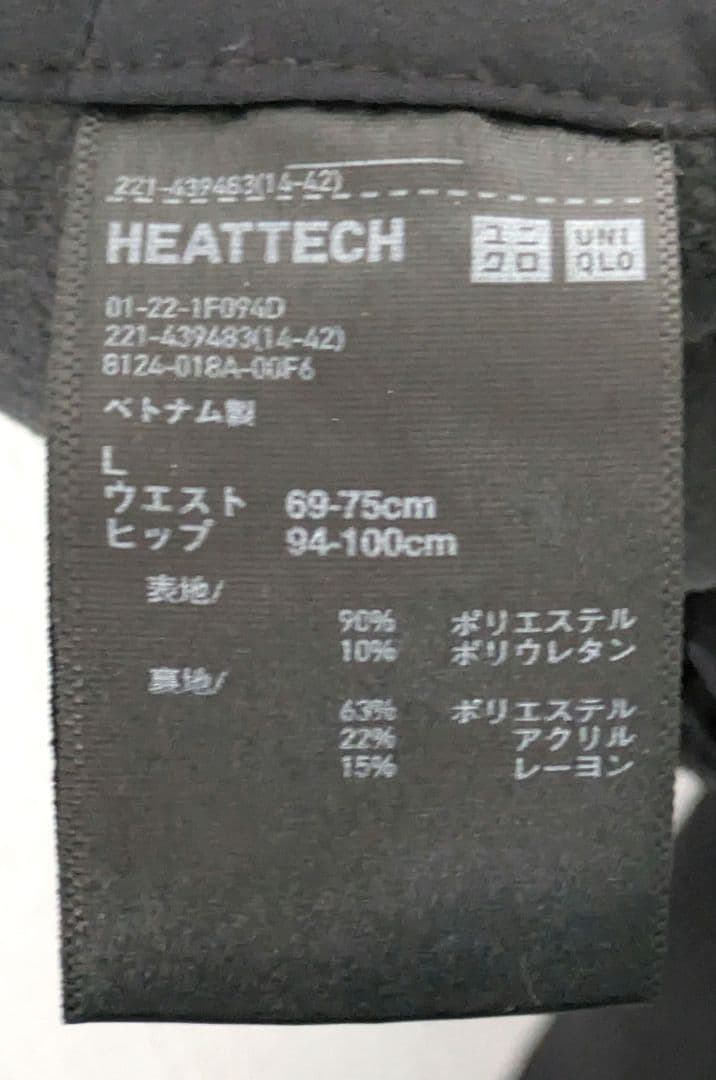 221-439483(14-42)
HEATTECH
ユニクロ
UNIQLO
01-22-1F094D
221-439483(14-42)
8124-018A-00F6
ベトナム製
L
ウエスト 69-75cm
ヒップ 94-100cm
表地/
90% ポリエステル
10% ポリウレタン
裏地/
63% ポリエステル
22% アクリル
15% レーヨン